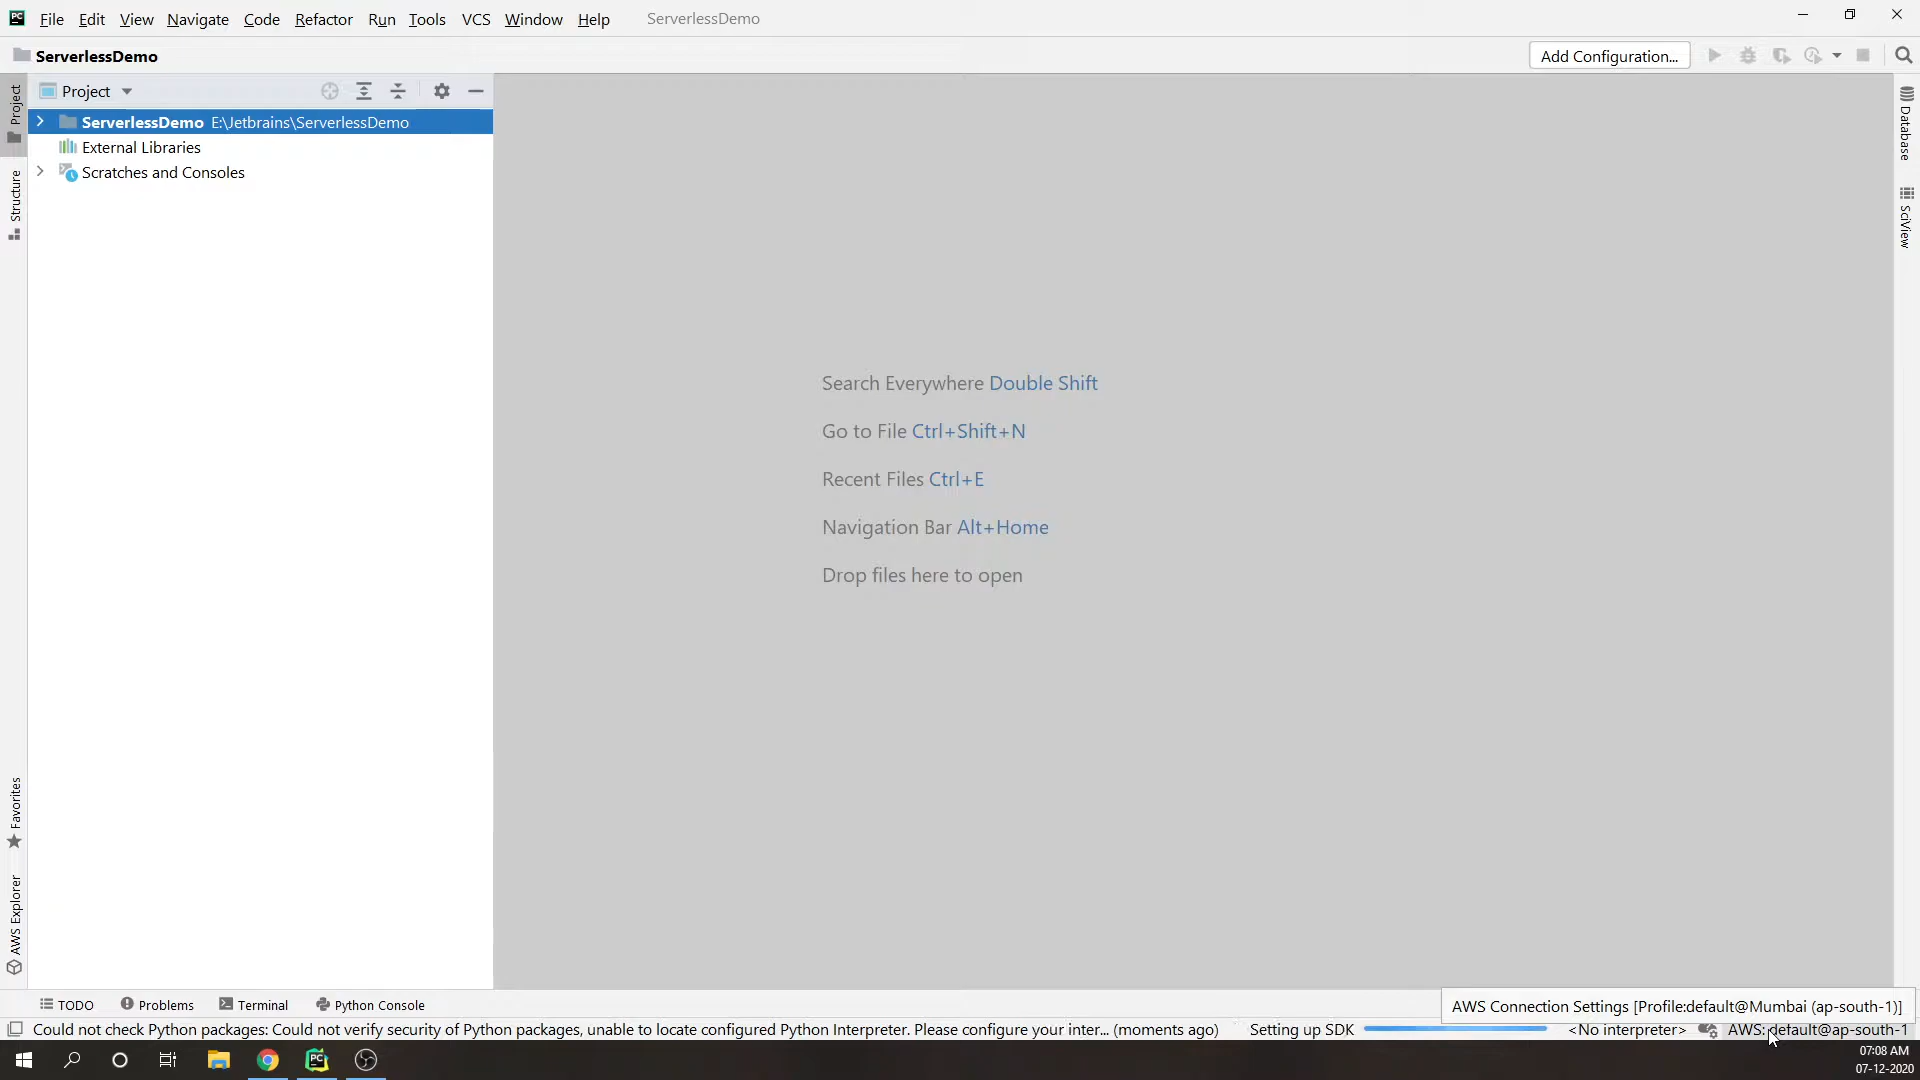 PC File Edit View Navigate Code Refactor Run Tools VCS Window Help ServerlessDemo
ServerlessDemo Add Configuration...
Project
ServerlessDemo E:\Jetbrains\ServerlessDemo
External Libraries
Scratches and Consoles
Project
Structure
Favorites
AWS Explorer
Database
SciView
Search Everywhere Double Shift
Go to File Ctrl+Shift+N
Recent Files Ctrl+E
Navigation Bar Alt+Home
Drop files here to open
TODO Problems Terminal Python Console
AWS Connection Settings [Profile:default@Mumbai (ap-south-1)]
Could not check Python packages: Could not verify security of Python packages, unable to locate configured Python Interpreter. Please configure your inter... (moments ago) Setting up SDK <No interpreter> AWS: default@ap-south-1
PC
07:08 AM
07-12-2020